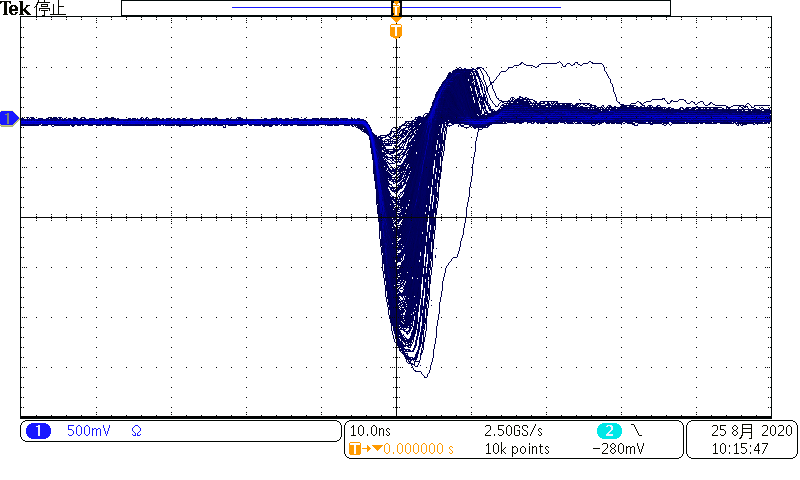 Tek 停止
T
T
1
1 500mV Ω
10.0ns 2.50GS/s 2
T→▼0.000000 s 10k points −280mV
25 8月 2020
10:15:47